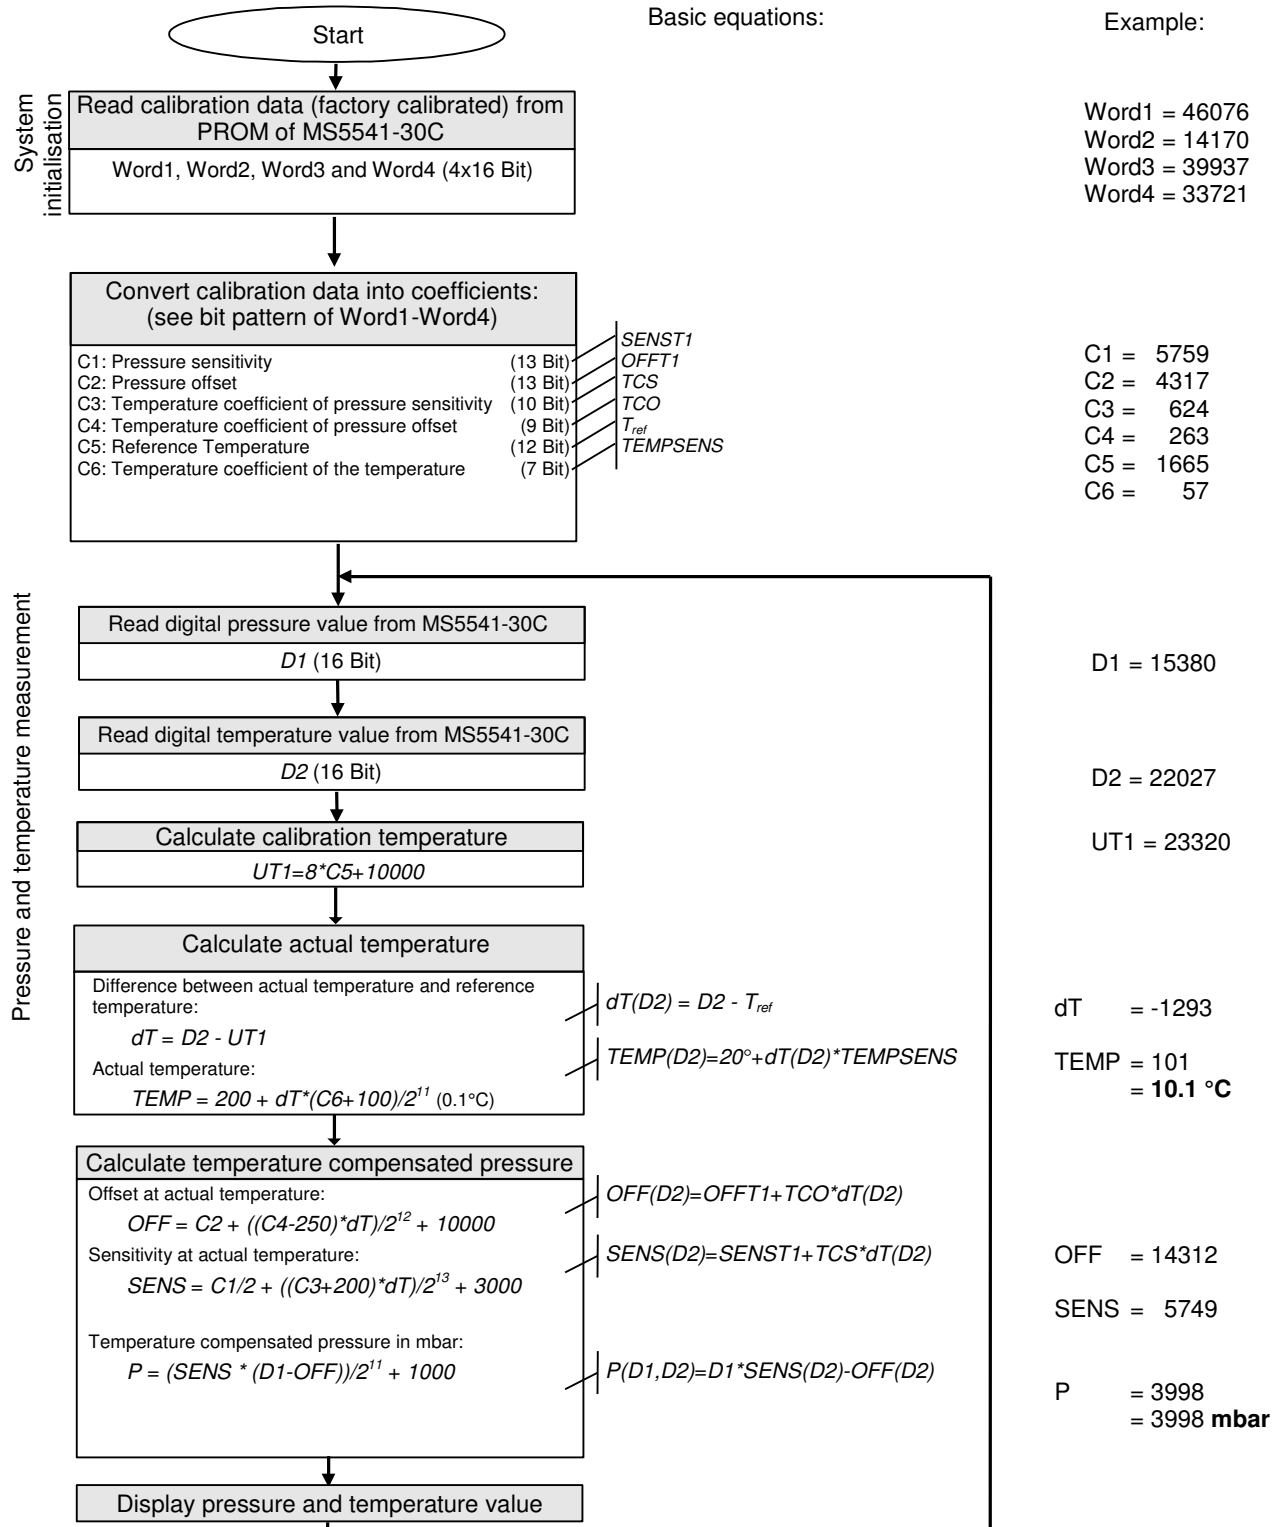 Basic equations:
Example:
Start
System
initialisation
Read calibration data (factory calibrated) from
PROM of MS5541-30C
Word1, Word2, Word3 and Word4 (4x16 Bit)
Word1 = 46076
Word2 = 14170
Word3 = 39937
Word4 = 33721
Convert calibration data into coefficients:
(see bit pattern of Word1-Word4)
C1: Pressure sensitivity (13 Bit)
C2: Pressure offset (13 Bit)
C3: Temperature coefficient of pressure sensitivity (10 Bit)
C4: Temperature coefficient of pressure offset (9 Bit)
C5: Reference Temperature (12 Bit)
C6: Temperature coefficient of the temperature (7 Bit)
SENST1
OFFT1
TCS
TCO
T_ref
TEMPSENS
C1 = 5759
C2 = 4317
C3 = 624
C4 = 263
C5 = 1665
C6 = 57
Pressure and temperature measurement
Read digital pressure value from MS5541-30C
D1 (16 Bit)
D1 = 15380
Read digital temperature value from MS5541-30C
D2 (16 Bit)
D2 = 22027
Calculate calibration temperature
UT1=8*C5+10000
UT1 = 23320
Calculate actual temperature
Difference between actual temperature and reference
temperature:
dT = D2 - UT1
Actual temperature:
TEMP = 200 + dT*(C6+100)/2^11 (0.1°C)
dT(D2) = D2 - T_ref
TEMP(D2)=20°+dT(D2)*TEMPSENS
dT = -1293
TEMP = 101
= 10.1 °C
Calculate temperature compensated pressure
Offset at actual temperature:
OFF = C2 + ((C4-250)*dT)/2^12 + 10000
Sensitivity at actual temperature:
SENS = C1/2 + ((C3+200)*dT)/2^13 + 3000
Temperature compensated pressure in mbar:
P = (SENS * (D1-OFF))/2^11 + 1000
OFF(D2)=OFFT1+TCO*dT(D2)
SENS(D2)=SENST1+TCS*dT(D2)
P(D1,D2)=D1*SENS(D2)-OFF(D2)
OFF = 14312
SENS = 5749
P = 3998
= 3998 mbar
Display pressure and temperature value